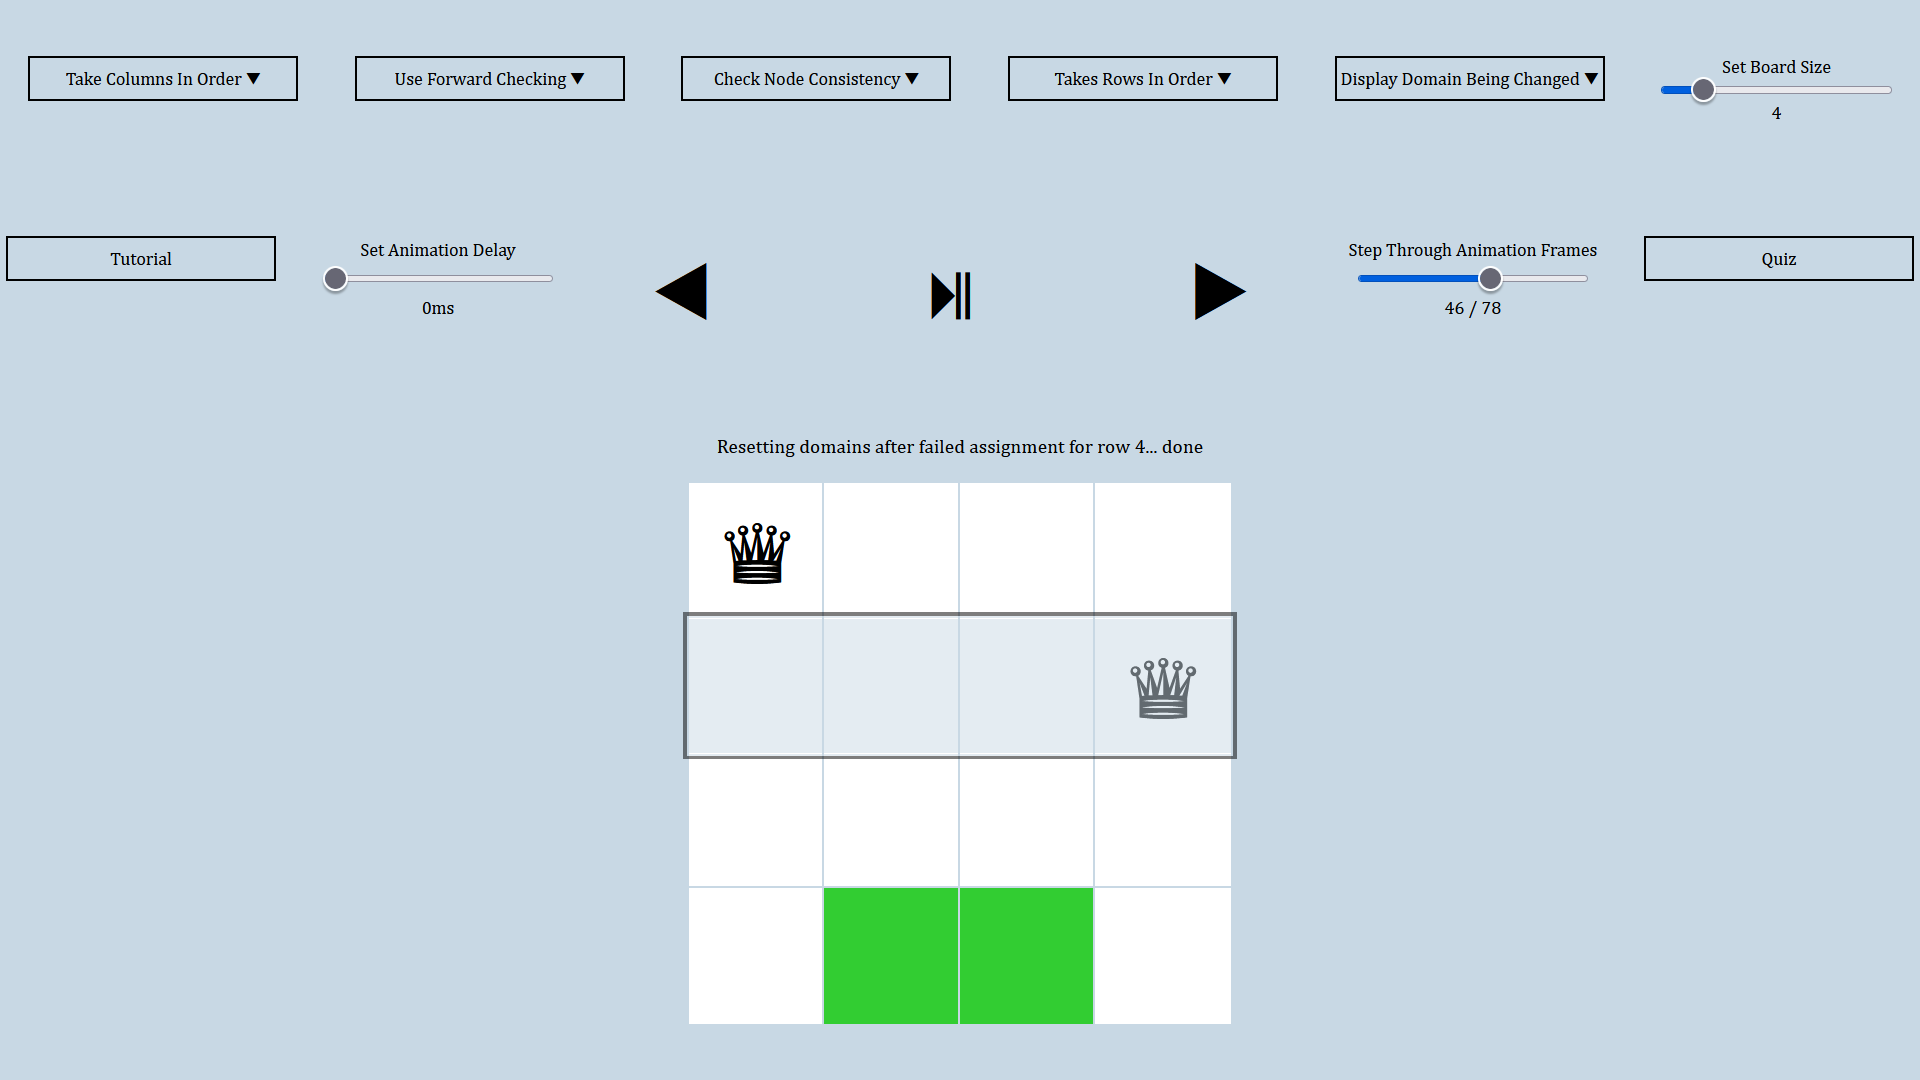 Take Columns In Order ▼
Use Forward Checking ▼
Check Node Consistency ▼
Takes Rows In Order ▼
Display Domain Being Changed ▼
Set Board Size
4
Tutorial
Set Animation Delay
0ms
Step Through Animation Frames
46 / 78
Quiz
Resetting domains after failed assignment for row 4... done